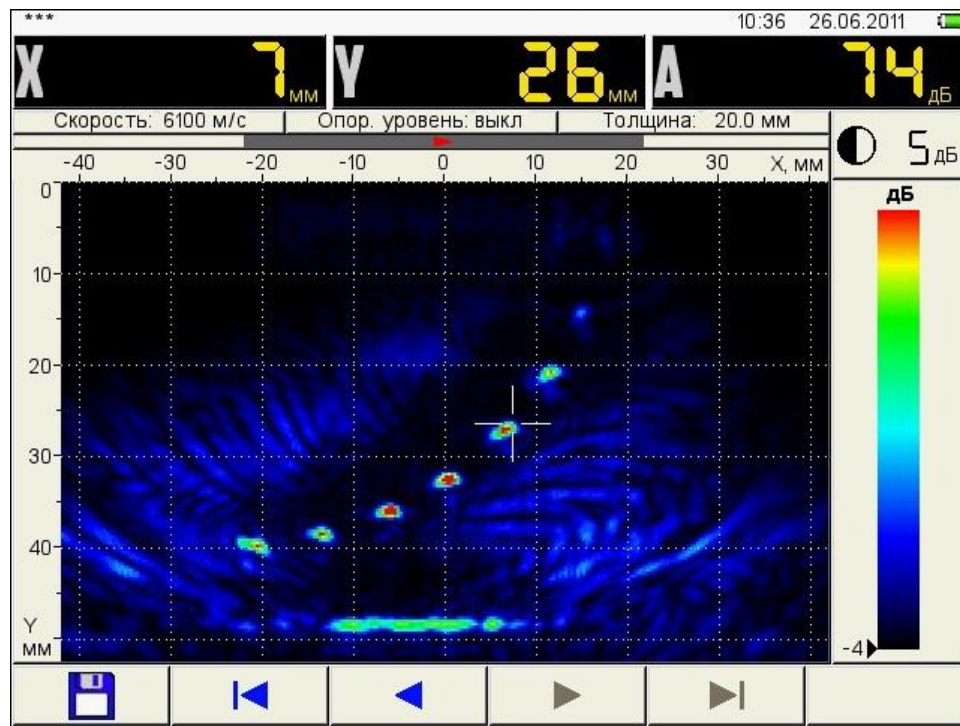 ***
10:36 26.06.2011
X 7 мм Y 26 мм A 74 дБ
Скорость: 6100 м/с Опор. уровень: выкл Толщина: 20.0 мм
5 дБ
-40 -30 -20 -10 0 10 20 30 X, мм
дБ
0
10
20
30
40
Y
мм
-4